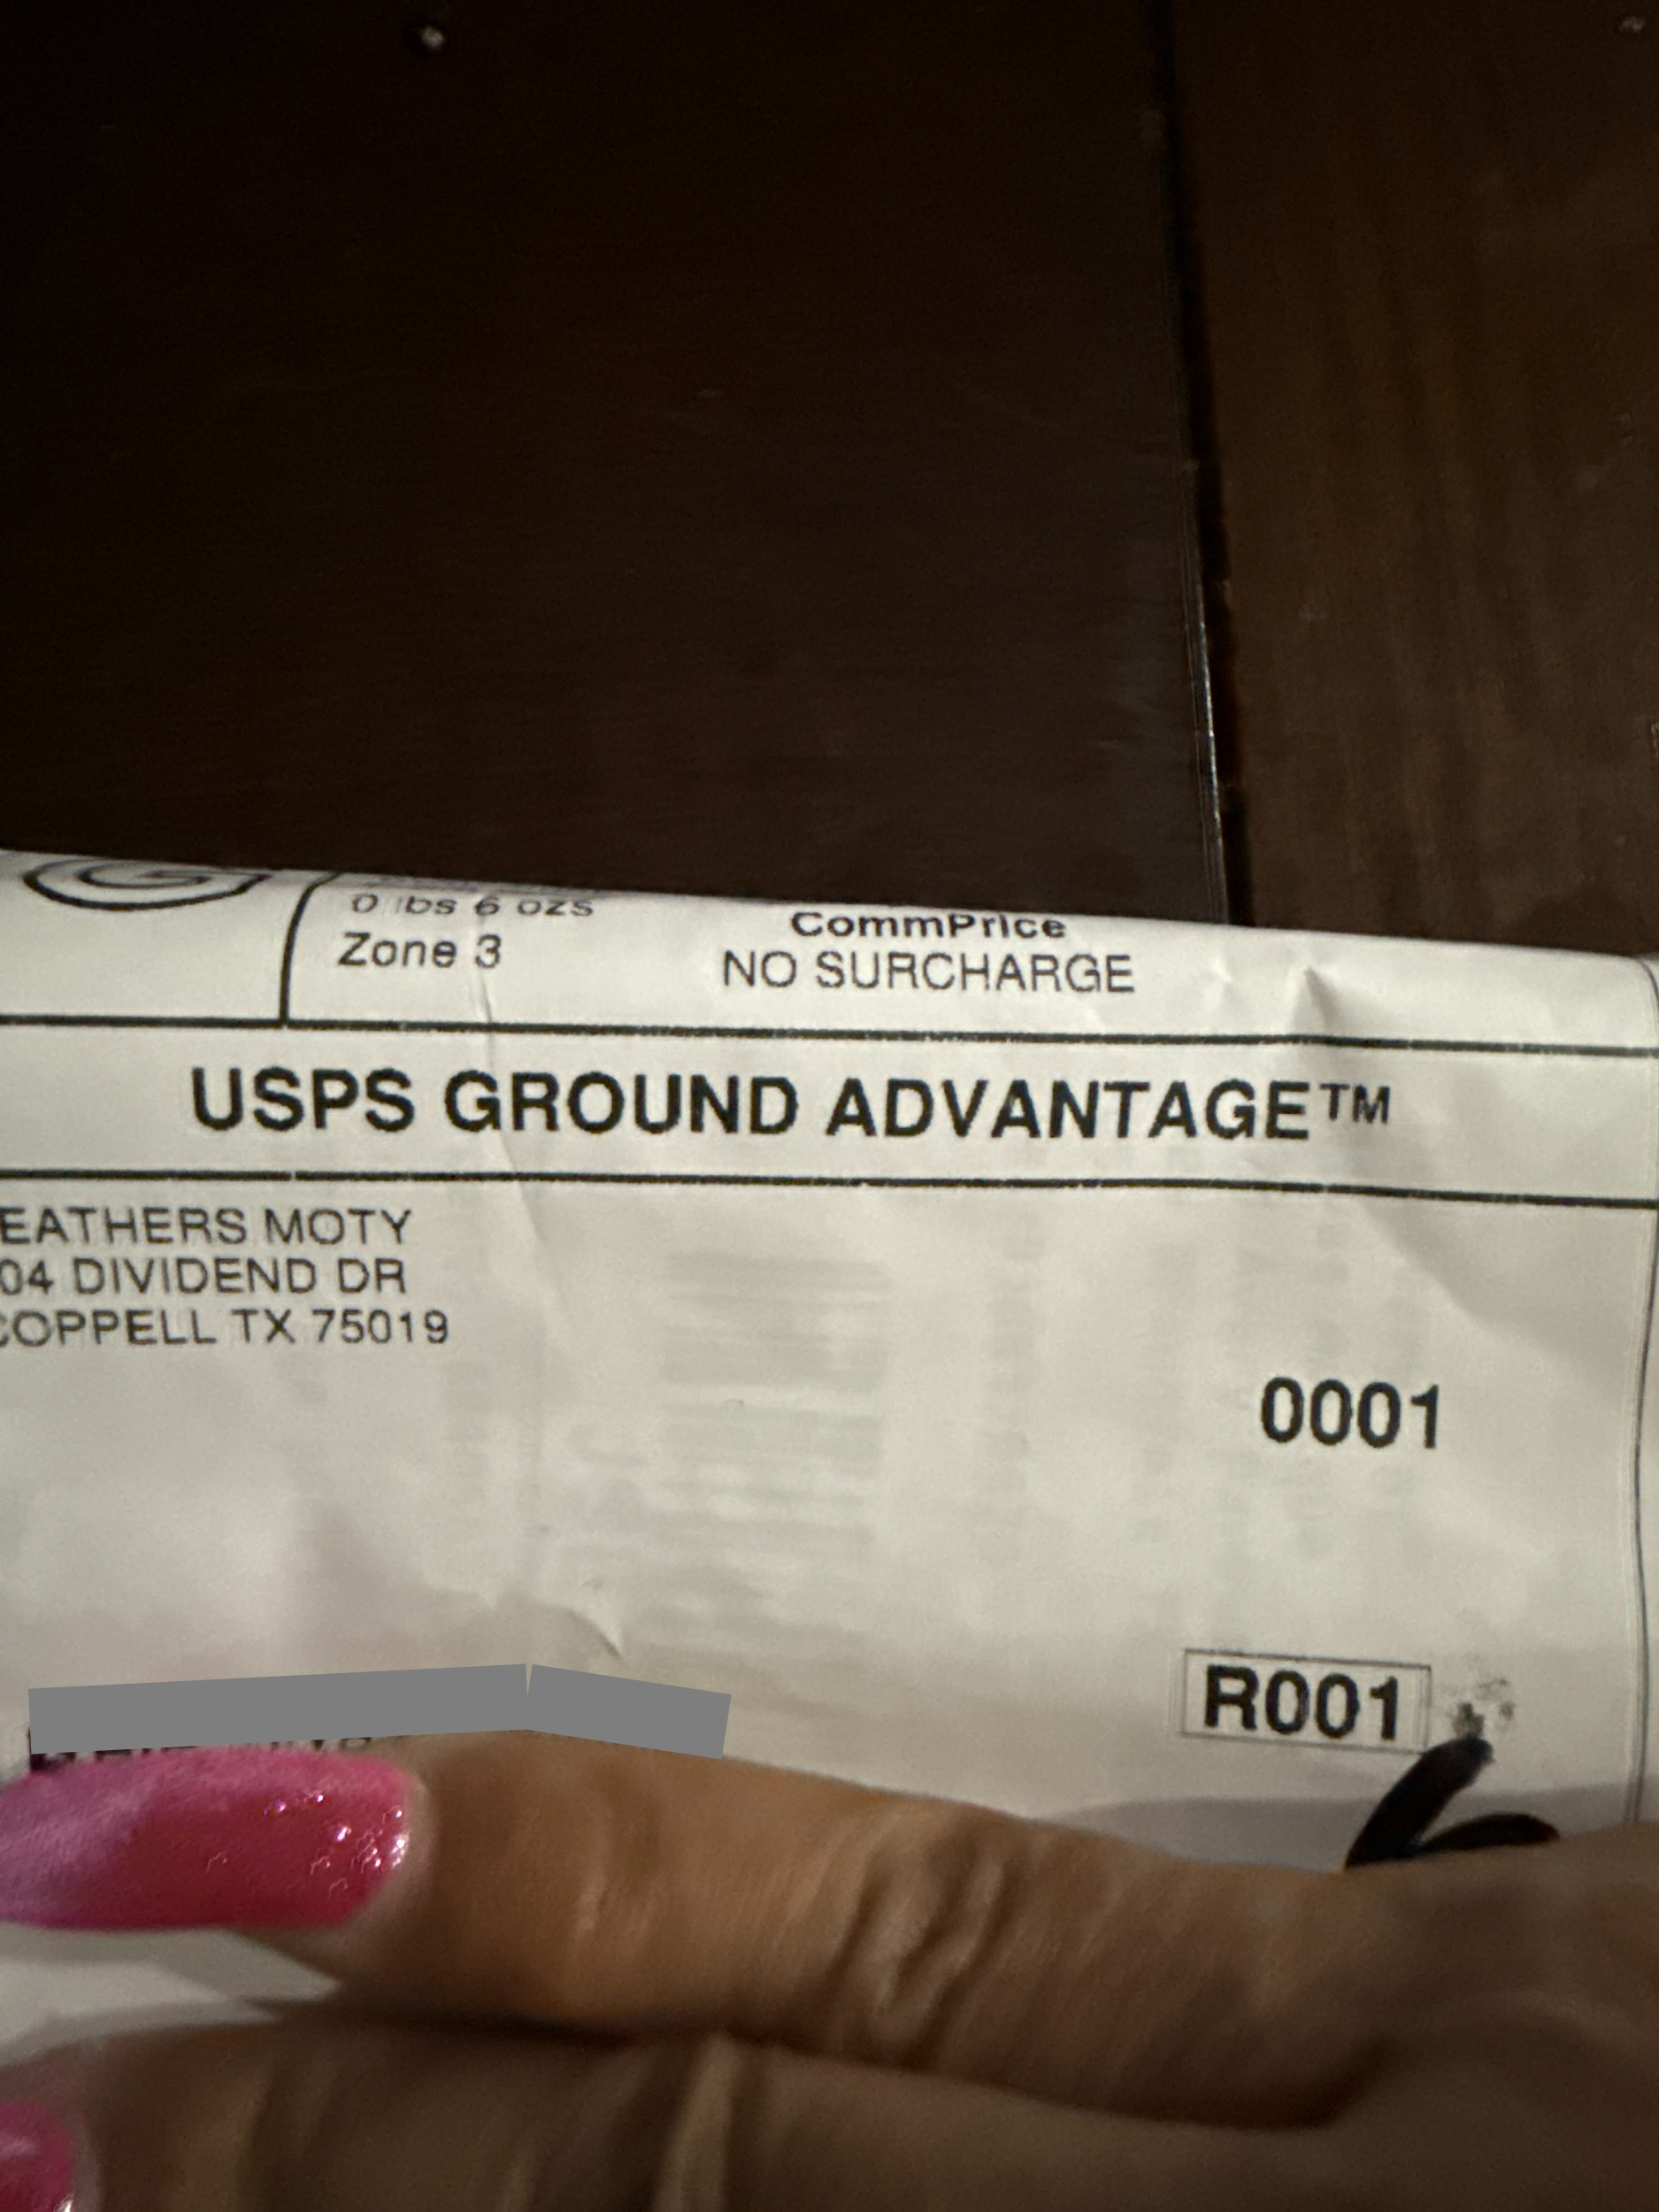 G
0 lbs 6 ozs
Zone 3
CommPrice
NO SURCHARGE
USPS GROUND ADVANTAGE™
EATHERS MOTY
04 DIVIDEND DR
COPPELL TX 75019
0001
R001
6